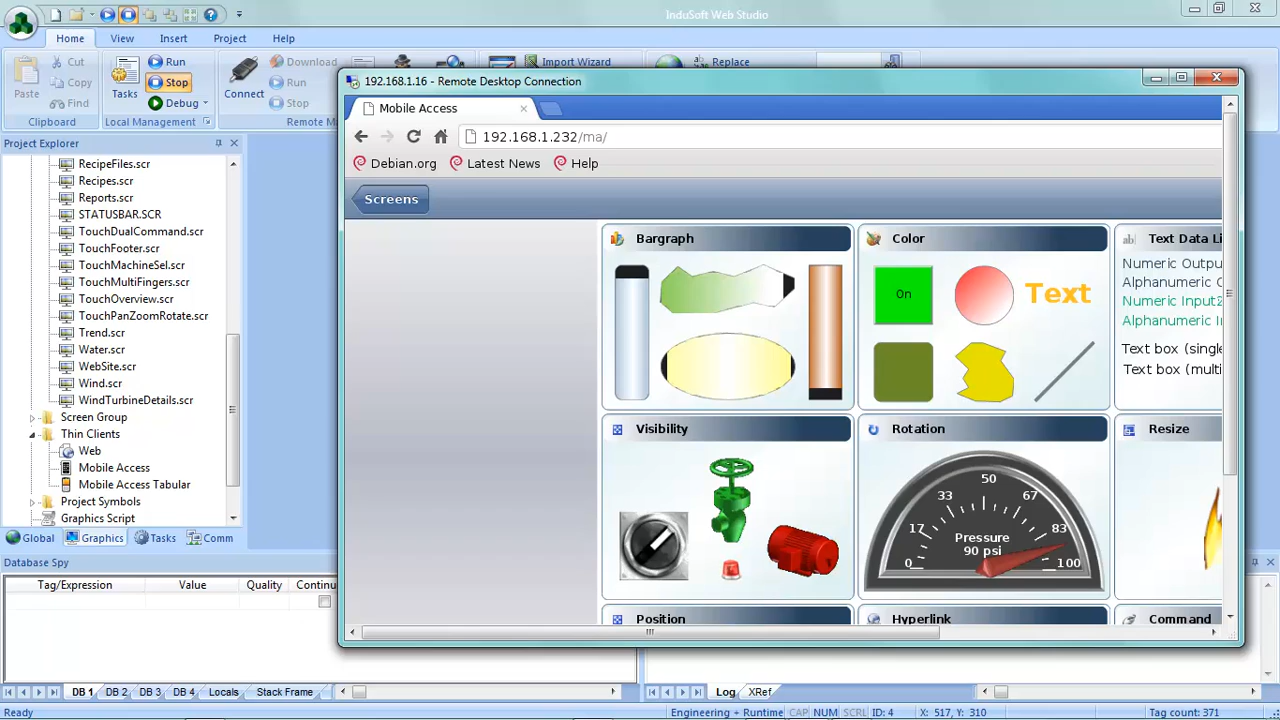 InduSoft Web Studio
Home View Insert Project Help
Paste
Cut
Copy
Find
Clipboard
Tasks
Run
Stop
Debug
Local Management
Connect
Download
Run
Stop
Remote M
Import Wizard
Replace
Project Explorer
RecipeFiles.scr
Recipes.scr
Reports.scr
STATUSBAR.SCR
TouchDualCommand.scr
TouchFooter.scr
TouchMachineSel.scr
TouchMultiFingers.scr
TouchOverview.scr
TouchPanZoomRotate.scr
Trend.scr
Water.scr
WebSite.scr
Wind.scr
WindTurbineDetails.scr
Screen Group
Thin Clients
Web
Mobile Access
Mobile Access Tabular
Project Symbols
Graphics Script
Global Graphics Tasks Comm
192.168.1.16 - Remote Desktop Connection
Mobile Access
192.168.1.232/ma/
Debian.org Latest News Help
Screens
Bargraph
Color
On
Text
Text Data Li
Numeric Outpu
Alphanumeric O
Numeric Input2
Alphanumeric In
Text box (single
Text box (multi
Visibility
Rotation
0 17 33 50 67 83 100
Pressure
90 psi
Resize
Position
Hyperlink
Command
Database Spy
Tag/Expression Value Quality Continu
DB 1 DB 2 DB 3 DB 4 Locals Stack Frame
Log XRef
Ready
Engineering + Runtime CAP NUM SCRL ID: 4 X: 517, Y: 310 Tag count: 371